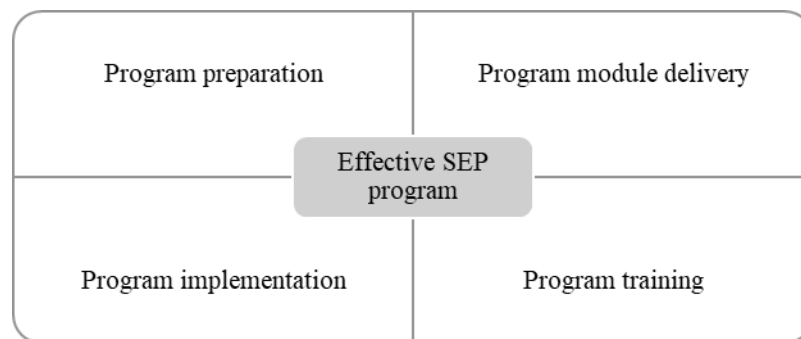 Program preparation
Program module delivery
Effective SEP
program
Program implementation
Program training